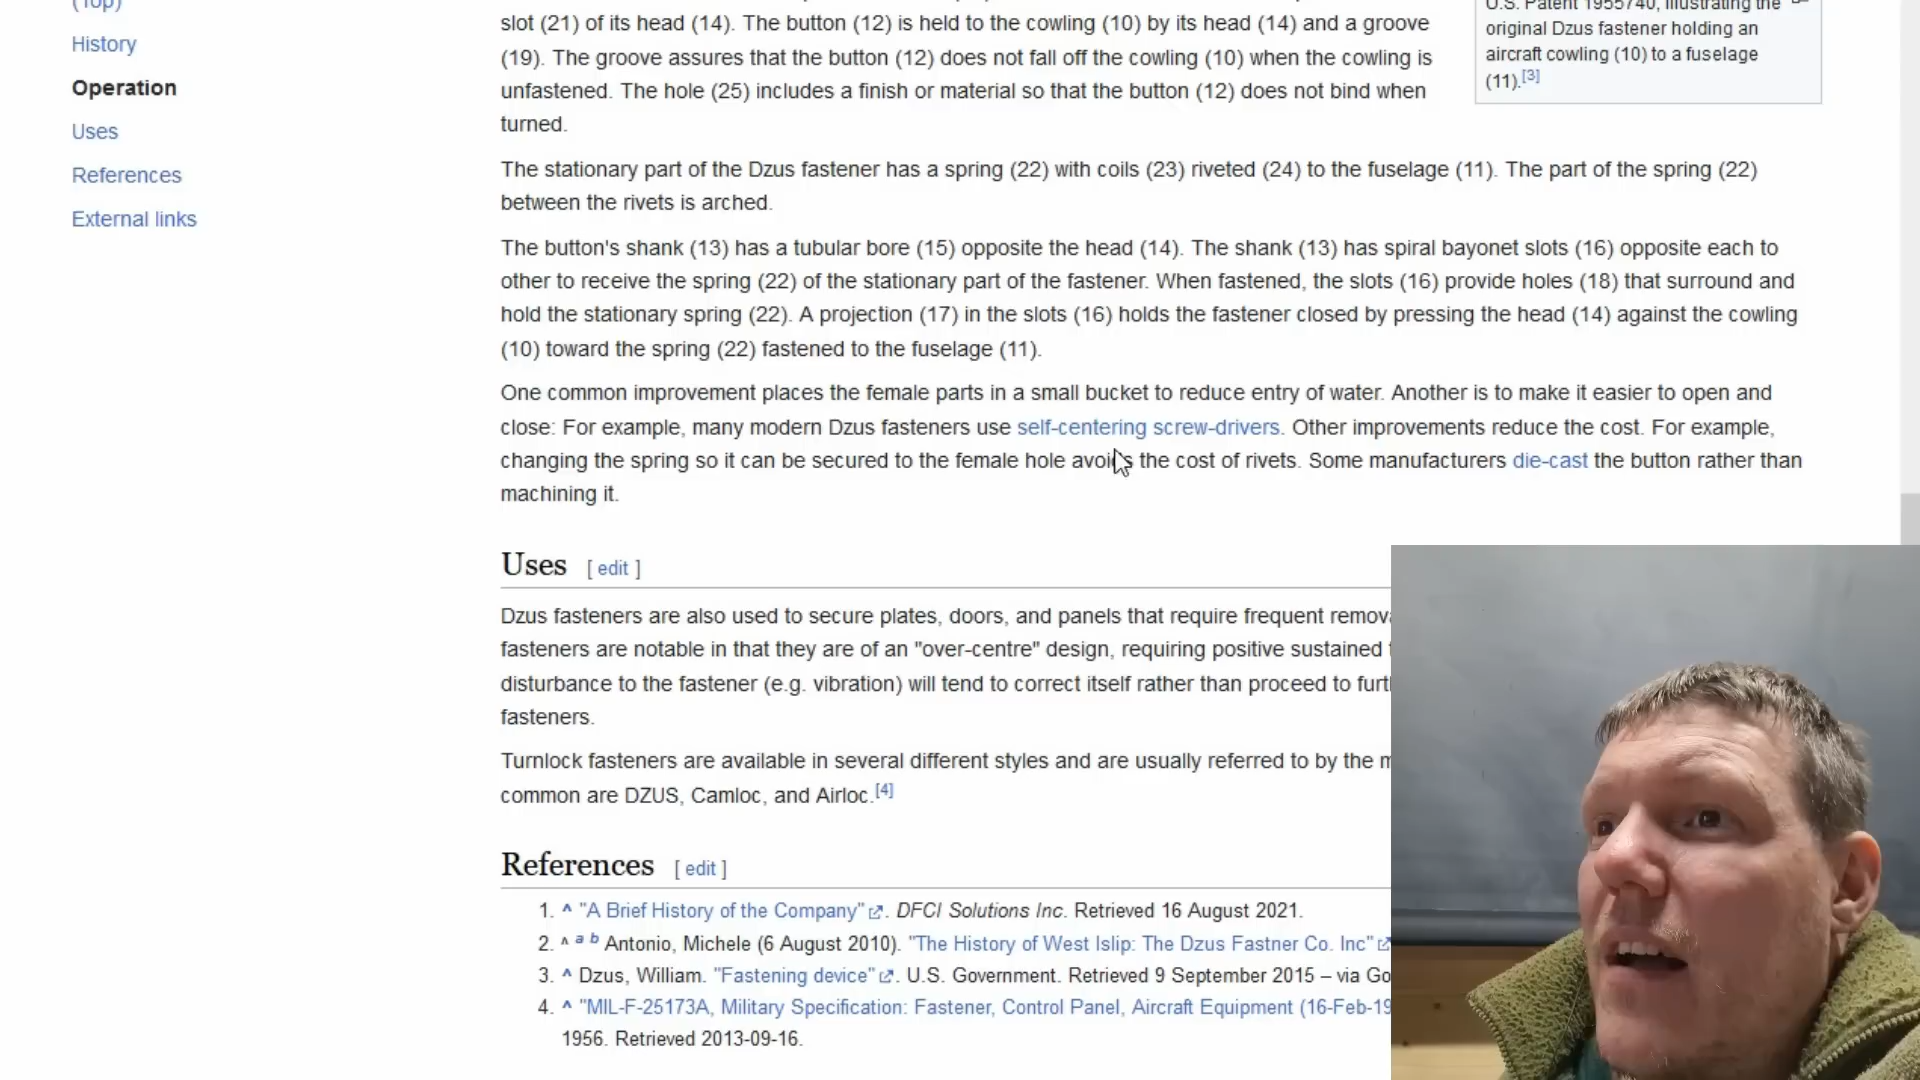 (Top)
History
Operation
Uses
References
External links
slot (21) of its head (14). The button (12) is held to the cowling (10) by its head (14) and a groove
(19). The groove assures that the button (12) does not fall off the cowling (10) when the cowling is
unfastened. The hole (25) includes a finish or material so that the button (12) does not bind when
turned.
U.S. Patent 1955740, illustrating the
original Dzus fastener holding an
aircraft cowling (10) to a fuselage
(11).[3]
The stationary part of the Dzus fastener has a spring (22) with coils (23) riveted (24) to the fuselage (11). The part of the spring (22)
between the rivets is arched.
The button's shank (13) has a tubular bore (15) opposite the head (14). The shank (13) has spiral bayonet slots (16) opposite each to
other to receive the spring (22) of the stationary part of the fastener. When fastened, the slots (16) provide holes (18) that surround and
hold the stationary spring (22). A projection (17) in the slots (16) holds the fastener closed by pressing the head (14) against the cowling
(10) toward the spring (22) fastened to the fuselage (11).
One common improvement places the female parts in a small bucket to reduce entry of water. Another is to make it easier to open and
close: For example, many modern Dzus fasteners use self-centering screw-drivers. Other improvements reduce the cost. For example,
changing the spring so it can be secured to the female hole avoids the cost of rivets. Some manufacturers die-cast the button rather than
machining it.
Uses [ edit ]
Dzus fasteners are also used to secure plates, doors, and panels that require frequent
fasteners are notable in that they are of an "over-centre" design, requiring positive sustained
disturbance to the fastener (e.g. vibration) will tend to correct itself rather than proceed to
fasteners.
Turnlock fasteners are available in several different styles and are usually referred to by the
common are DZUS, Camloc, and Airloc.[4]
References [ edit ]
1. ^ "A Brief History of the Company". DFCI Solutions Inc. Retrieved 16 August 2021.
2. ^ a b Antonio, Michele (6 August 2010). "The History of West Islip: The Dzus Fastner Co. Inc"
3. ^ Dzus, William. "Fastening device". U.S. Government. Retrieved 9 September 2015 – via
4. ^ "MIL-F-25173A, Military Specification: Fastener, Control Panel, Aircraft Equipment (16-Feb-19
1956. Retrieved 2013-09-16.